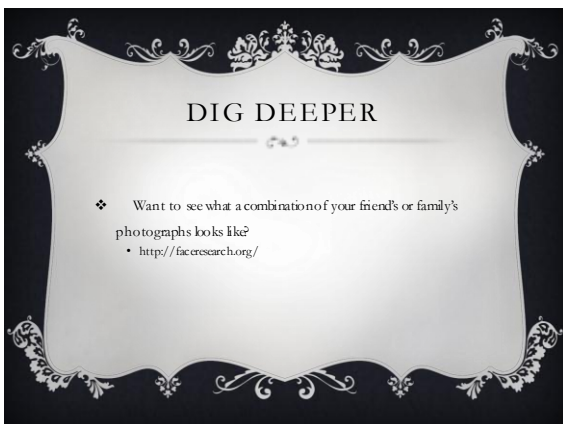 DIG DEEPER
❖ Want to see what a combination of your friend's or family's
photographs looks like?
• http://faceresearch.org/